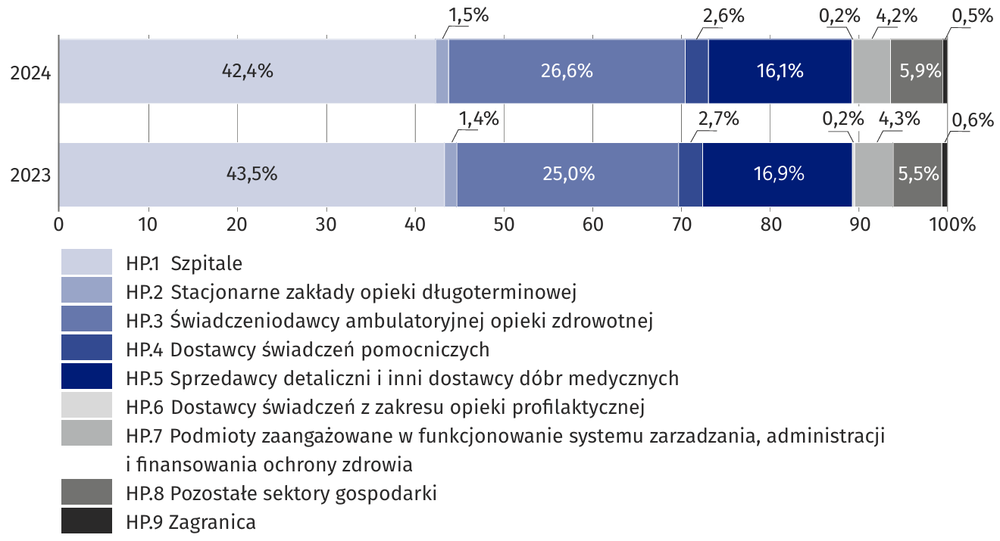 1,5% 2,6% 0,2% 4,2% 0,5%
2024 42,4% 26,6% 16,1% 5,9%
1,4% 2,7% 0,2% 4,3% 0,6%
2023 43,5% 25,0% 16,9% 5,5%
0 10 20 30 40 50 60 70 80 90 100%
HP.1 Szpitale
HP.2 Stacjonarne zakłady opieki długoterminowej
HP.3 Świadczeniodawcy ambulatoryjnej opieki zdrowotnej
HP.4 Dostawcy świadczeń pomocniczych
HP.5 Sprzedawcy detaliczni i inni dostawcy dóbr medycznych
HP.6 Dostawcy świadczeń z zakresu opieki profilaktycznej
HP.7 Podmioty zaangażowane w funkcjonowanie systemu zarzadzania, administracji
i finansowania ochrony zdrowia
HP.8 Pozostałe sektory gospodarki
HP.9 Zagranica